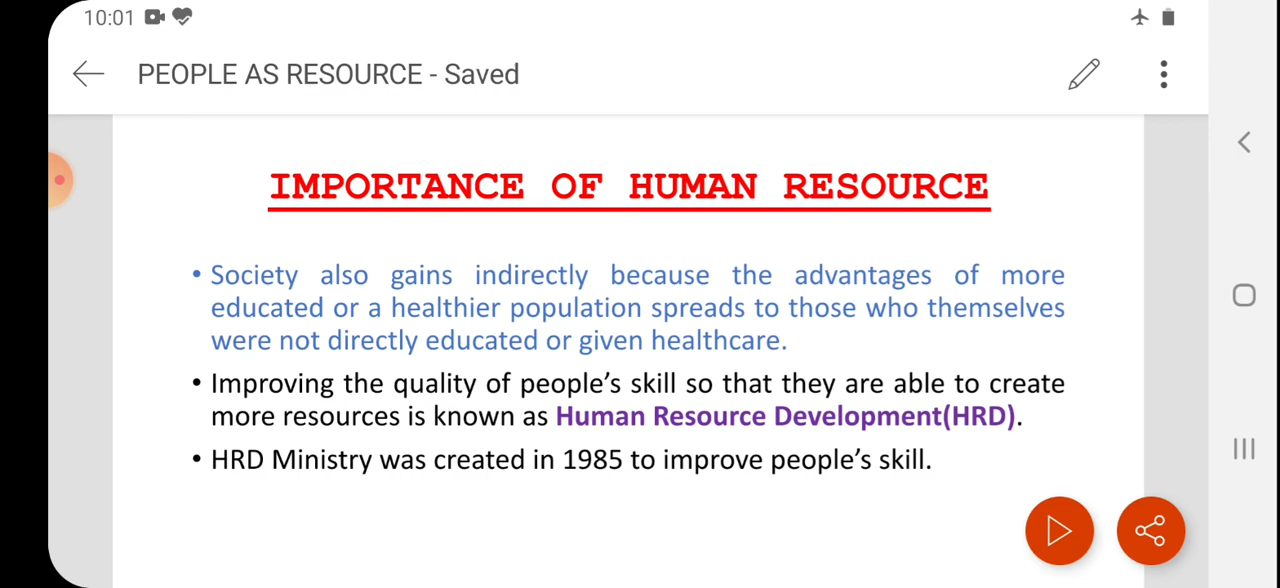 10:01
PEOPLE AS RESOURCE - Saved
IMPORTANCE OF HUMAN RESOURCE
• Society also gains indirectly because the advantages of more
educated or a healthier population spreads to those who themselves
were not directly educated or given healthcare.
• Improving the quality of people’s skill so that they are able to create
more resources is known as Human Resource Development(HRD).
• HRD Ministry was created in 1985 to improve people’s skill.